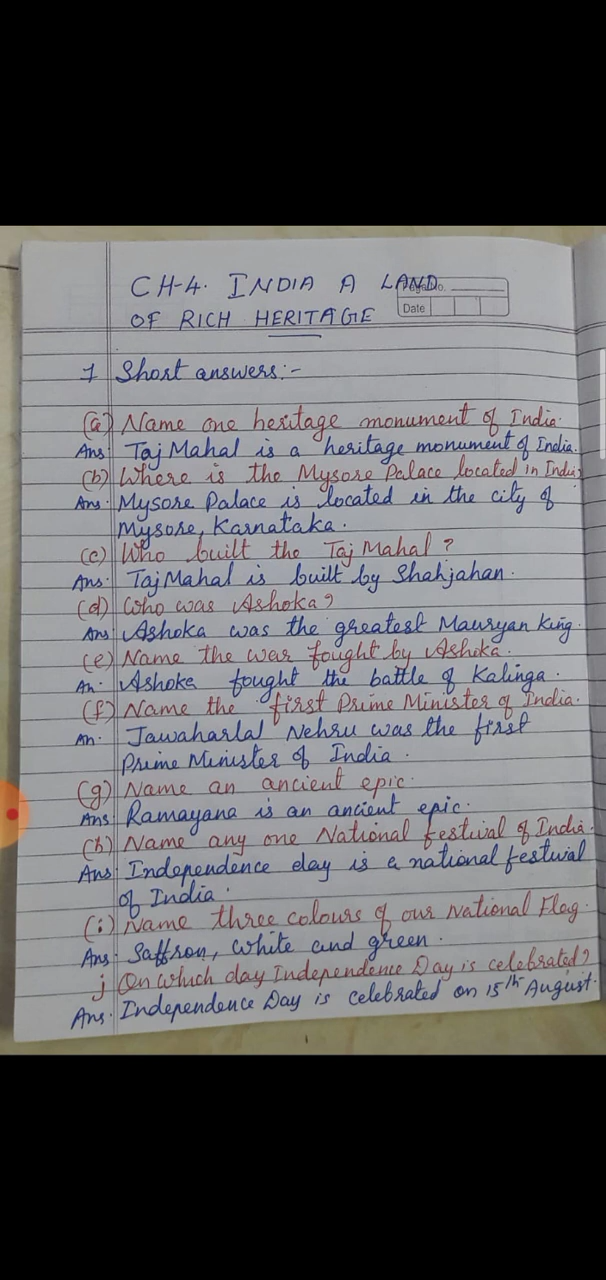 CH-4. INDIA A LAND
Page No.
OF RICH HERITAGE
Date
1 Short answers:-
(a) Name one heritage monument of India.
Ans: Taj Mahal is a heritage monument of India.
(b) Where is the Mysore Palace located in India?
Ans: Mysore Palace is located in the city of
Mysore, Karnataka.
(c) Who built the Taj Mahal?
Ans: Taj Mahal is built by Shahjahan.
(d) Who was Ashoka?
Ans: Ashoka was the greatest Mauryan King.
(e) Name the war fought by Ashoka.
An: Ashoka fought the battle of Kalinga.
(f) Name the first Prime Minister of India.
An: Jawaharlal Nehru was the first
Prime Minister of India.
(g) Name an ancient epic.
Ans: Ramayana is an ancient epic.
(h) Name any one National festival of India.
Ans: Independence day is a national festival
of India.
(i) Name three colours of our National Flag.
Ans: Saffron, white and green.
j On which day Independence Day is celebrated?
Ans: Independence Day is celebrated on 15th August.